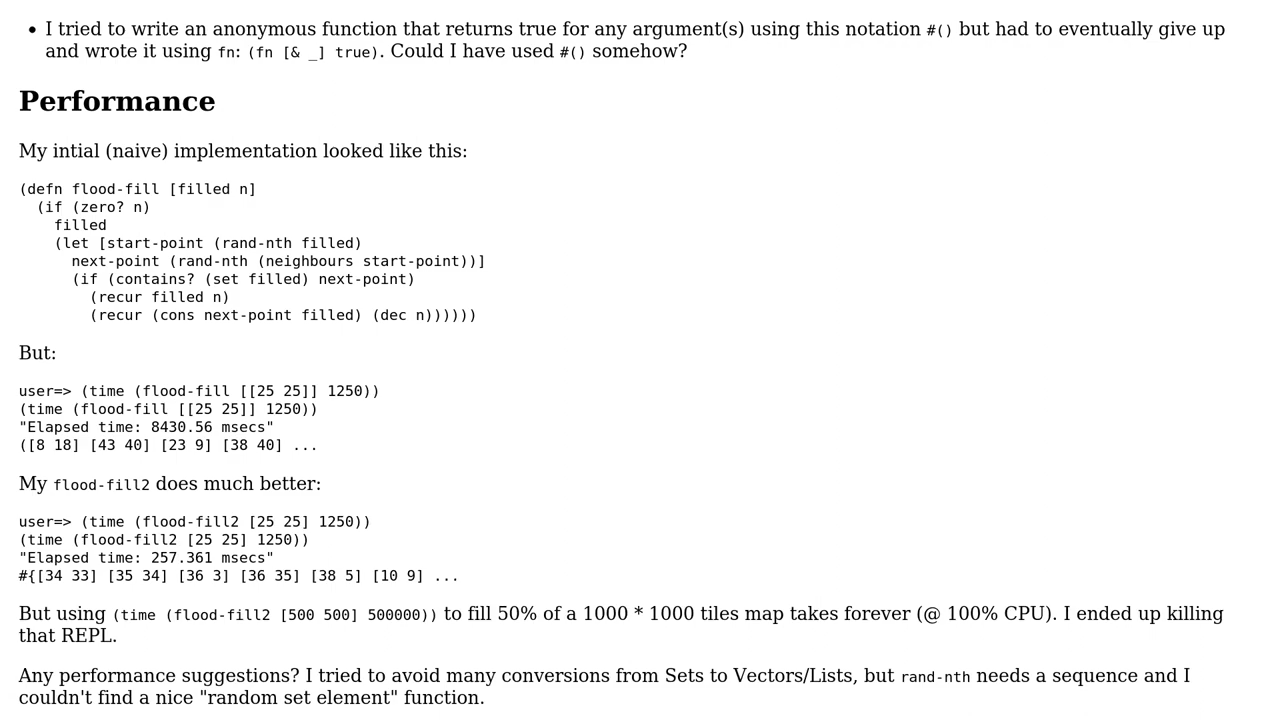 • I tried to write an anonymous function that returns true for any argument(s) using this notation #() but had to eventually give up
and wrote it using fn: (fn [& _] true). Could I have used #() somehow?
Performance
My intial (naive) implementation looked like this:
(defn flood-fill [filled n]
  (if (zero? n)
    filled
    (let [start-point (rand-nth filled)
      next-point (rand-nth (neighbours start-point))]
      (if (contains? (set filled) next-point)
        (recur filled n)
        (recur (cons next-point filled) (dec n))))))
But:
user=> (time (flood-fill [[25 25]] 1250))
(time (flood-fill [[25 25]] 1250))
"Elapsed time: 8430.56 msecs"
([8 18] [43 40] [23 9] [38 40] ...
My flood-fill2 does much better:
user=> (time (flood-fill2 [25 25] 1250))
(time (flood-fill2 [25 25] 1250))
"Elapsed time: 257.361 msecs"
#{[34 33] [35 34] [36 3] [36 35] [38 5] [10 9] ...
But using (time (flood-fill2 [500 500] 500000)) to fill 50% of a 1000 * 1000 tiles map takes forever (@ 100% CPU). I ended up killing
that REPL.
Any performance suggestions? I tried to avoid many conversions from Sets to Vectors/Lists, but rand-nth needs a sequence and I
couldn't find a nice "random set element" function.